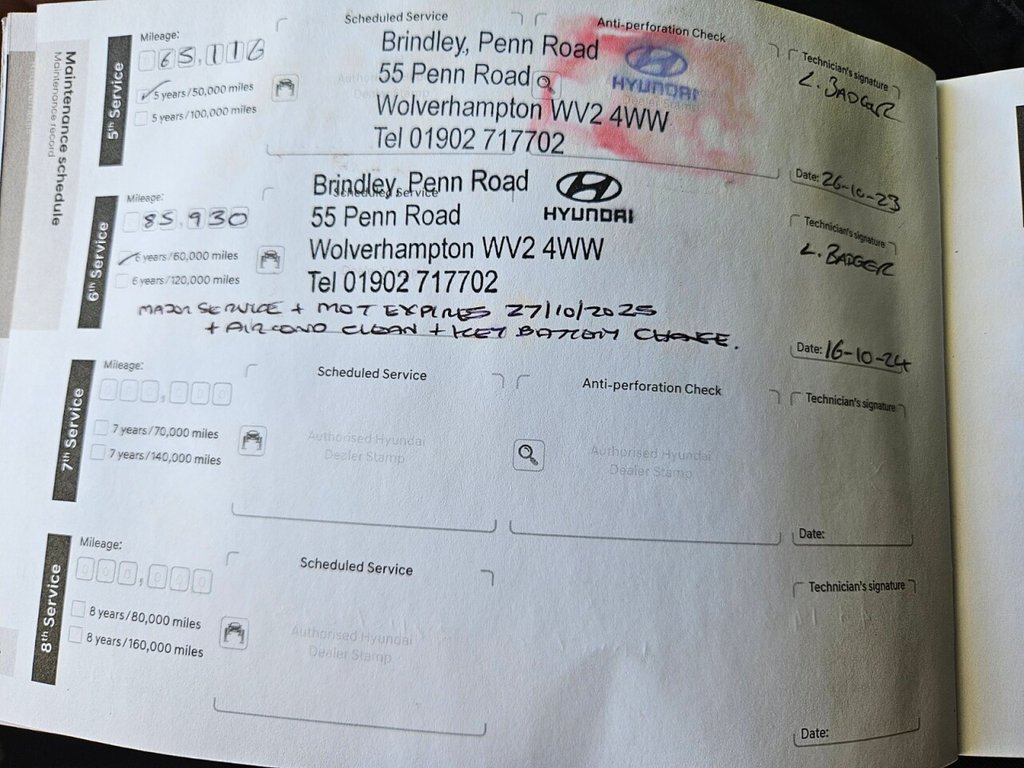 Maintenance schedule
Maintenance record
5th Service
Mileage:
65,116
5 years/50,000 miles
5 years/100,000 miles
Scheduled Service
Anti-perforation Check
Brindley, Penn Road
55 Penn Road
Wolverhampton WV2 4WW
Tel 01902 717702
HYUNDAI
Technician's signature
L. BADGER
Date: 26-10-23
6th Service
Mileage:
85,930
6 years/60,000 miles
6 years/120,000 miles
Scheduled Service
Brindley, Penn Road
55 Penn Road
Wolverhampton WV2 4WW
Tel 01902 717702
HYUNDAI
MAJOR SERVICE + MOT EXPIRES 27/10/2025
+ AIRCOND CLEAN + KEY BATTERY CHANGE.
Technician's signature
L. BADGER
Date: 16-10-24
7th Service
Mileage:
000,000
7 years/70,000 miles
7 years/140,000 miles
Scheduled Service
Authorised Hyundai
Dealer Stamp
Anti-perforation Check
Authorised Hyundai
Dealer Stamp
Technician's signature
Date:
8th Service
Mileage:
000,000
8 years/80,000 miles
8 years/160,000 miles
Scheduled Service
Authorised Hyundai
Dealer Stamp
Technician's signature
Date: